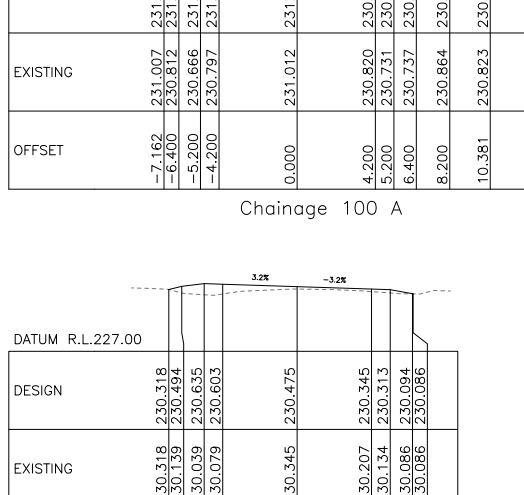 231 231 231 231 231 230 230 230 230 230
EXISTING 231.007 230.812 230.666 230.797 231.012 230.820 230.731 230.737 230.864 230.823
OFFSET -7.162 -6.400 -5.200 -4.200 0.000 4.200 5.200 6.400 8.200 10.381
Chainage 100 A
3.2% -3.2%
DATUM R.L.227.00
DESIGN 230.318 230.494 230.635 230.603 230.475 230.345 230.313 230.094 230.086
EXISTING 30.318 30.139 30.039 30.079 30.345 30.207 30.134 30.086 30.086